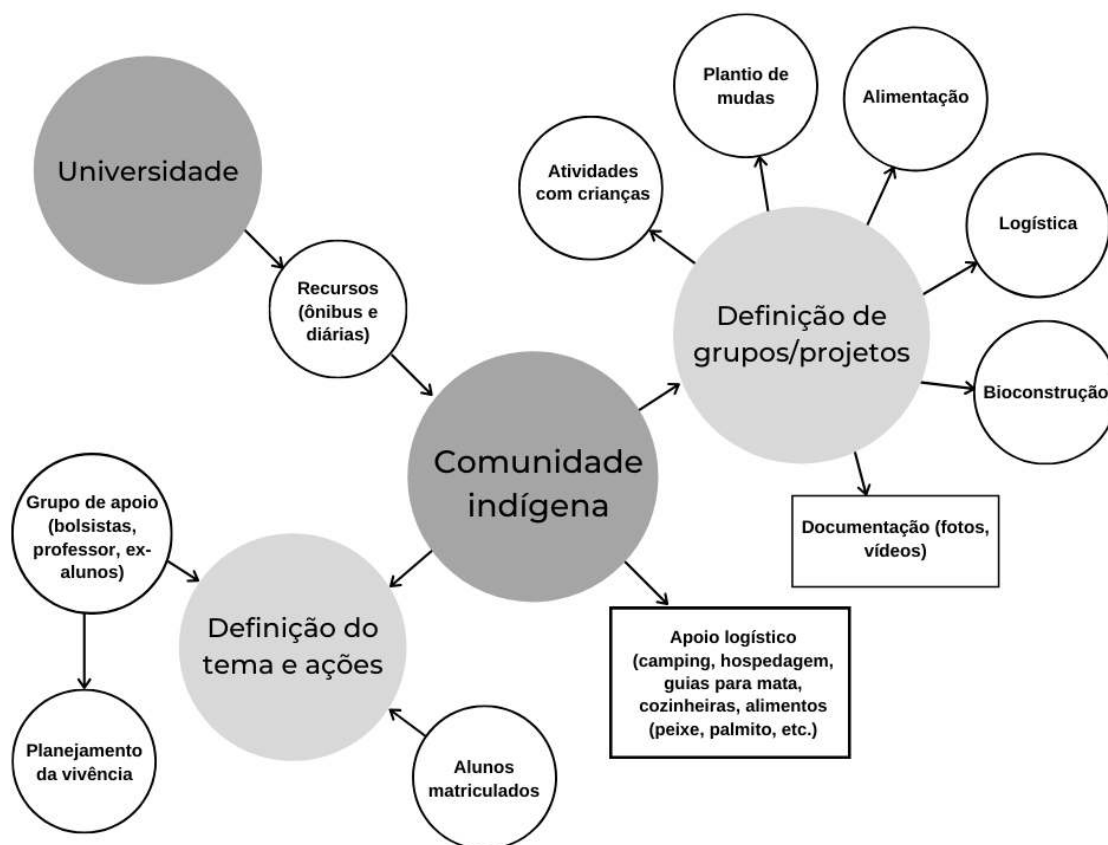 Universidade
Recursos
(ônibus e
diárias)
Comunidade
indígena
Definição de
grupos/projetos
Atividades
com crianças
Plantio de
mudas
Alimentação
Logística
Bioconstrução
Documentação (fotos,
vídeos)
Apoio logístico
(camping, hospedagem,
guias para mata,
cozinheiras, alimentos
(peixe, palmito, etc.)
Grupo de apoio
(bolsistas,
professor, ex-
alunos)
Definição do
tema e ações
Planejamento
da vivência
Alunos
matriculados